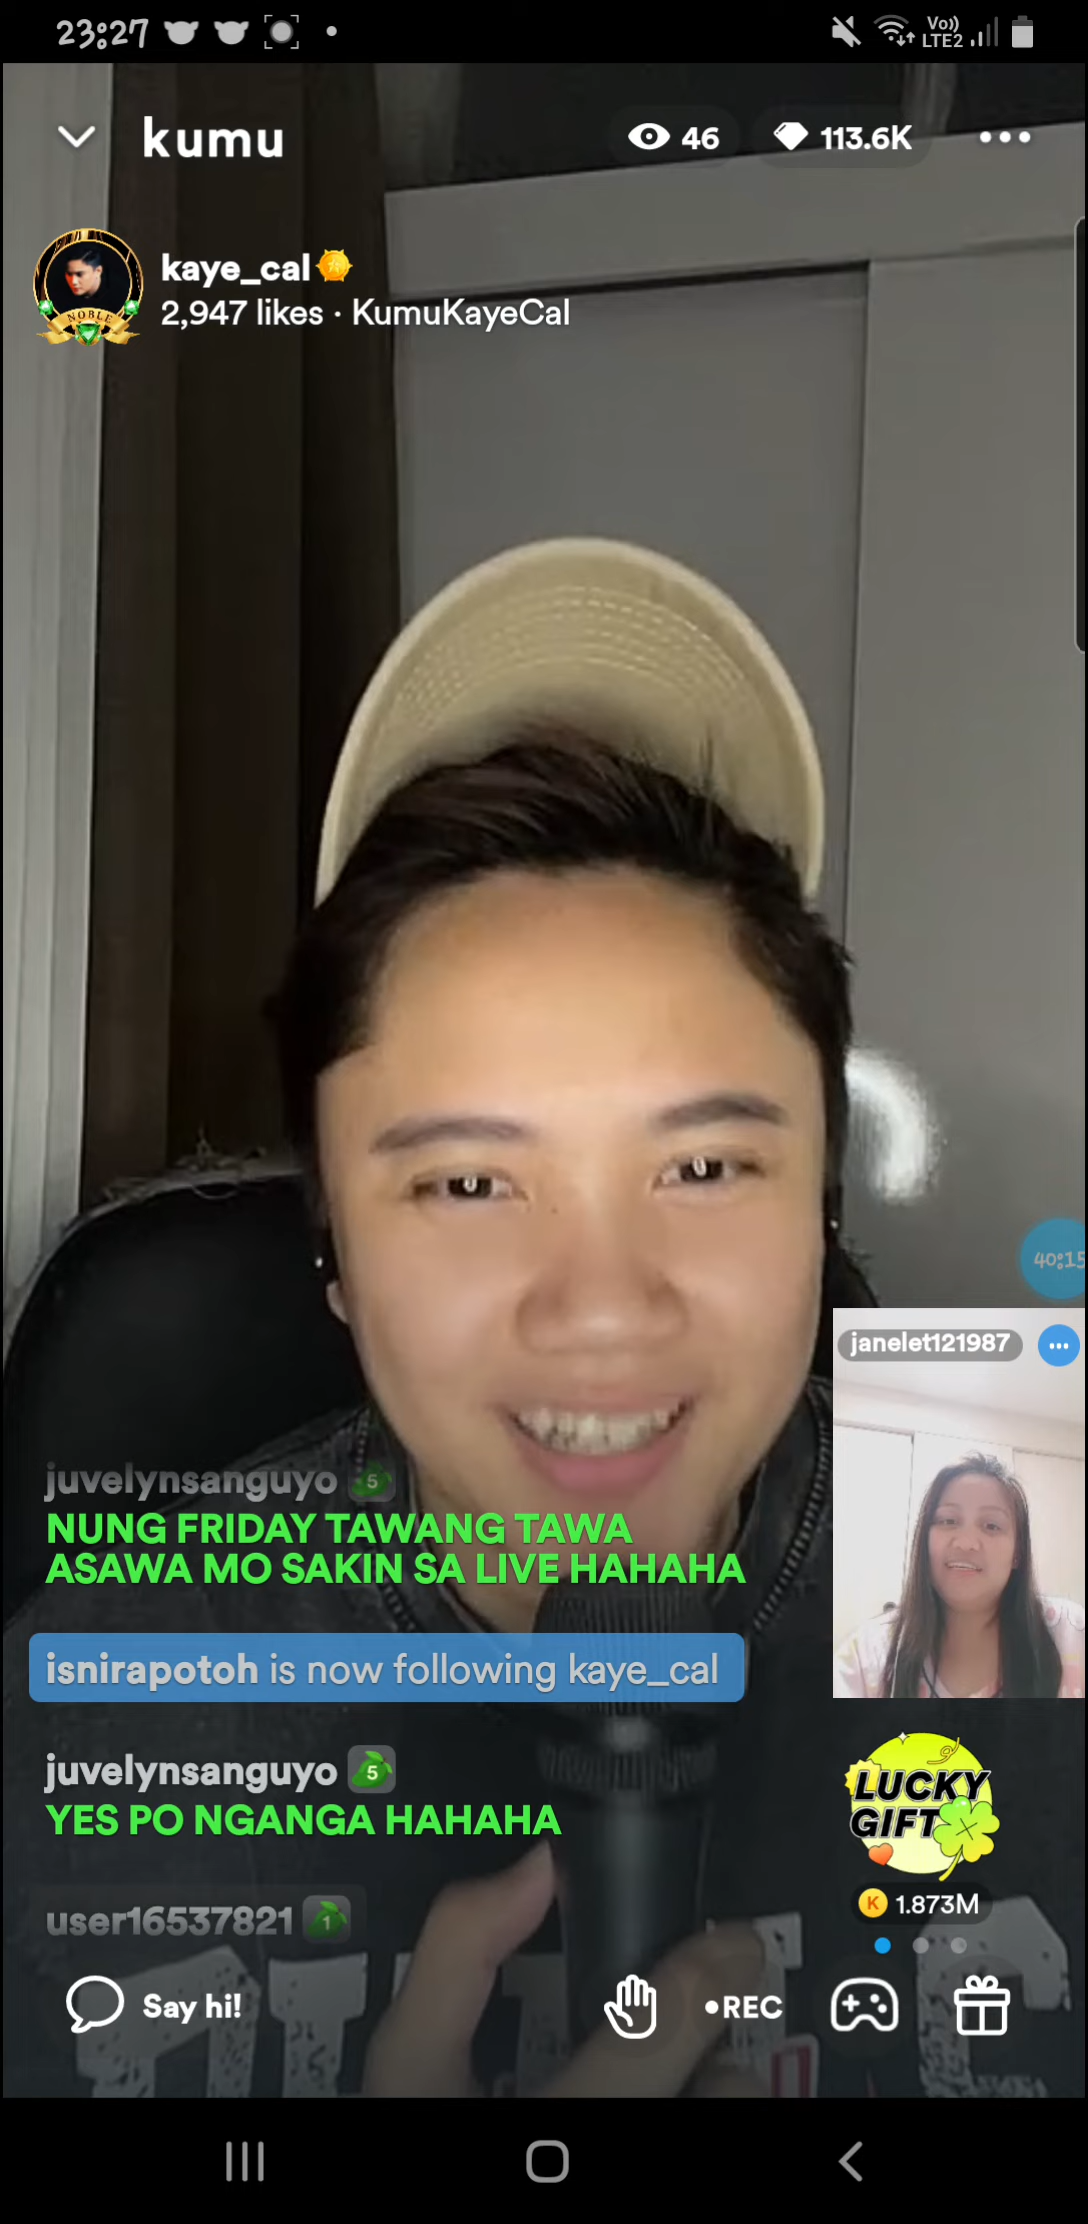 23:27
Vo))
LTE2
kumu
46
113.6K
kaye_cal
2,947 likes · KumuKayeCal
NOBLE
40:15
janelet121987
juvelynsanguyo 5
NUNG FRIDAY TAWANG TAWA
ASAWA MO SAKIN SA LIVE HAHAHA
isnirapotoh is now following kaye_cal
juvelynsanguyo 5
YES PO NGANGA HAHAHA
LUCKY
GIFT
K 1.873M
user16537821 1
Say hi!
•REC